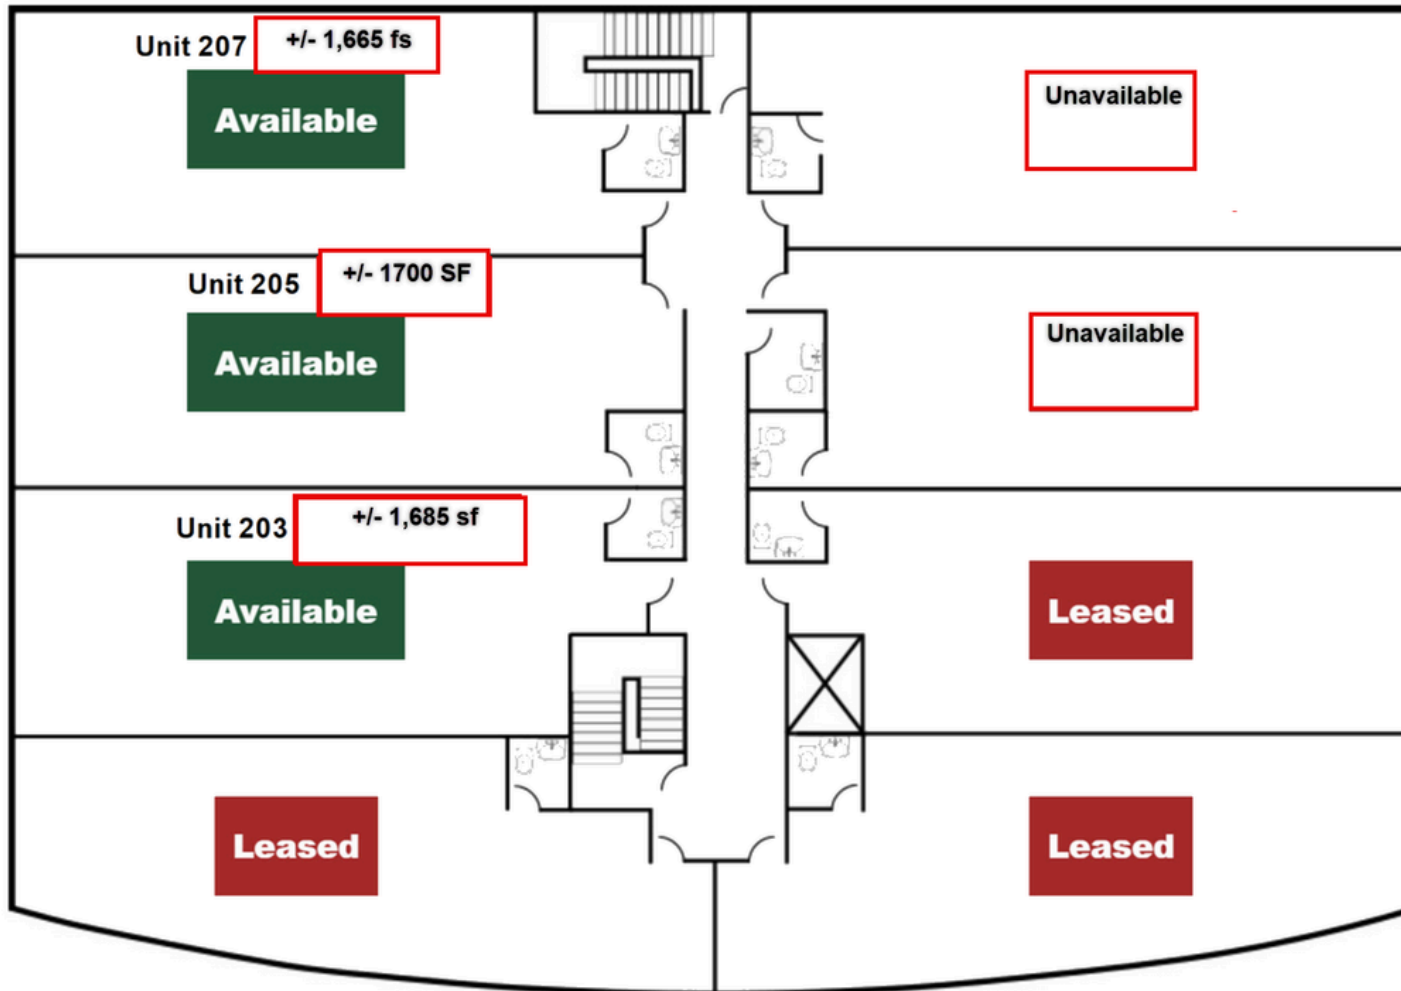 Unit 207 +/- 1,665 fs
Available
Unavailable
Unit 205 +/- 1700 SF
Available
Unavailable
Unit 203 +/- 1,685 sf
Available
Leased
Leased
Leased